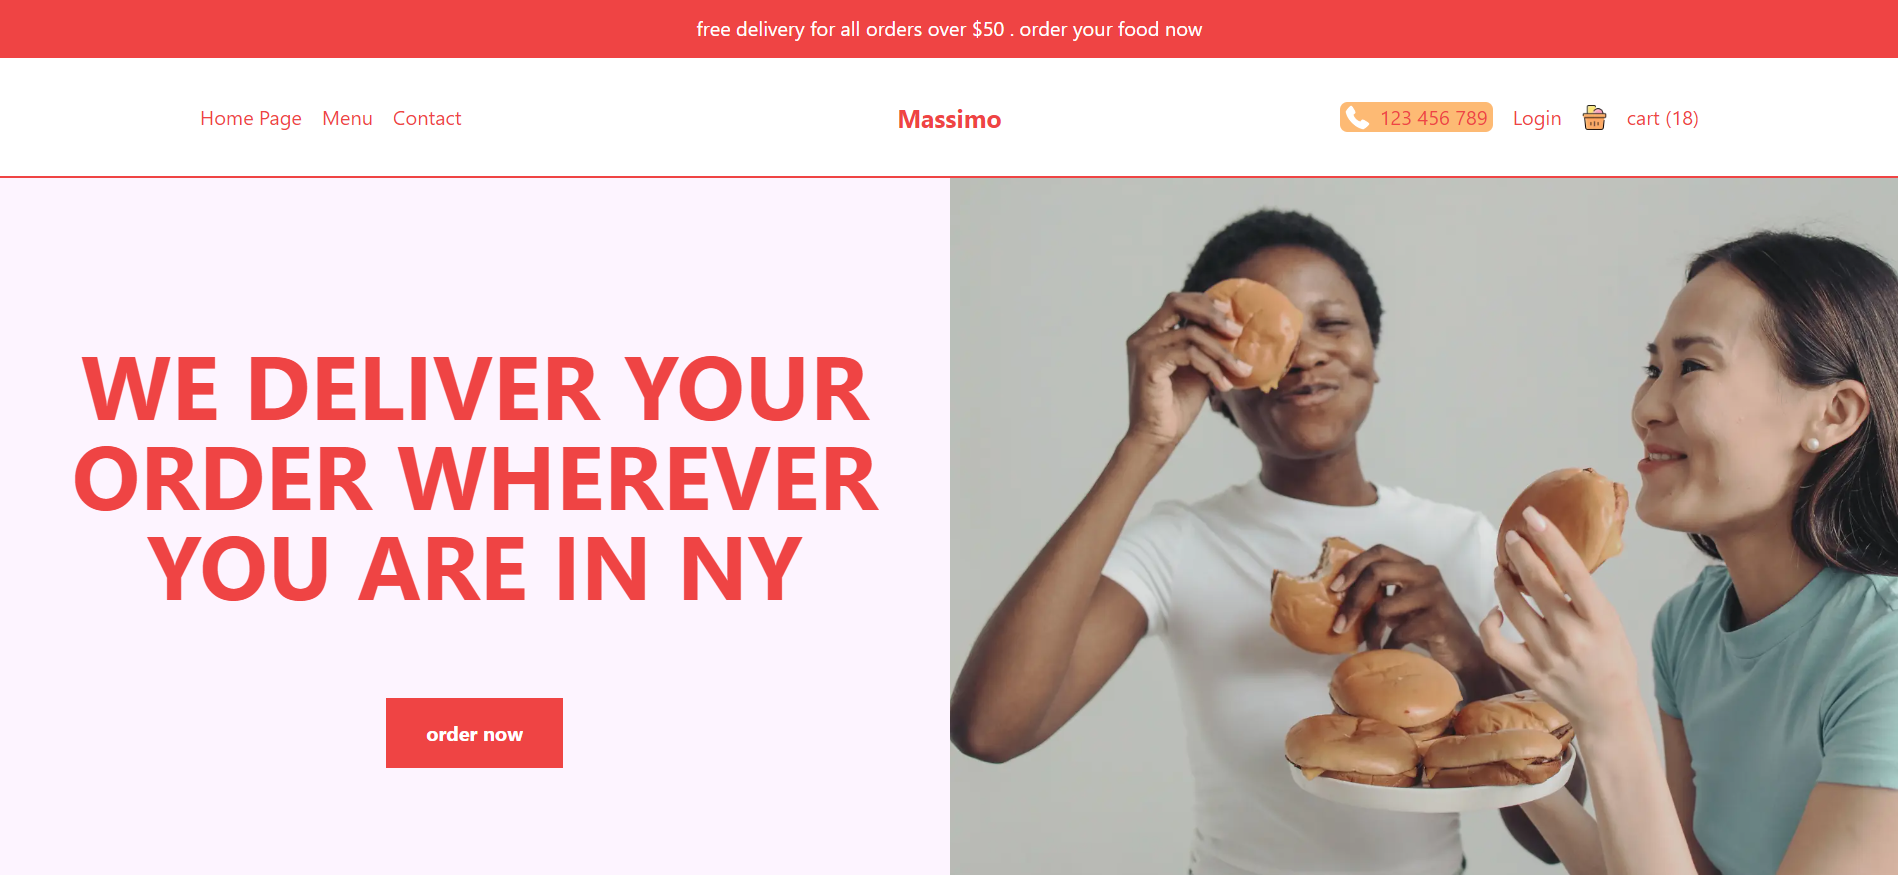 free delivery for all orders over $50 . order your food now
Home Page Menu Contact Massimo 123 456 789 Login cart (18)
WE DELIVER YOUR
ORDER WHEREVER
YOU ARE IN NY
order now